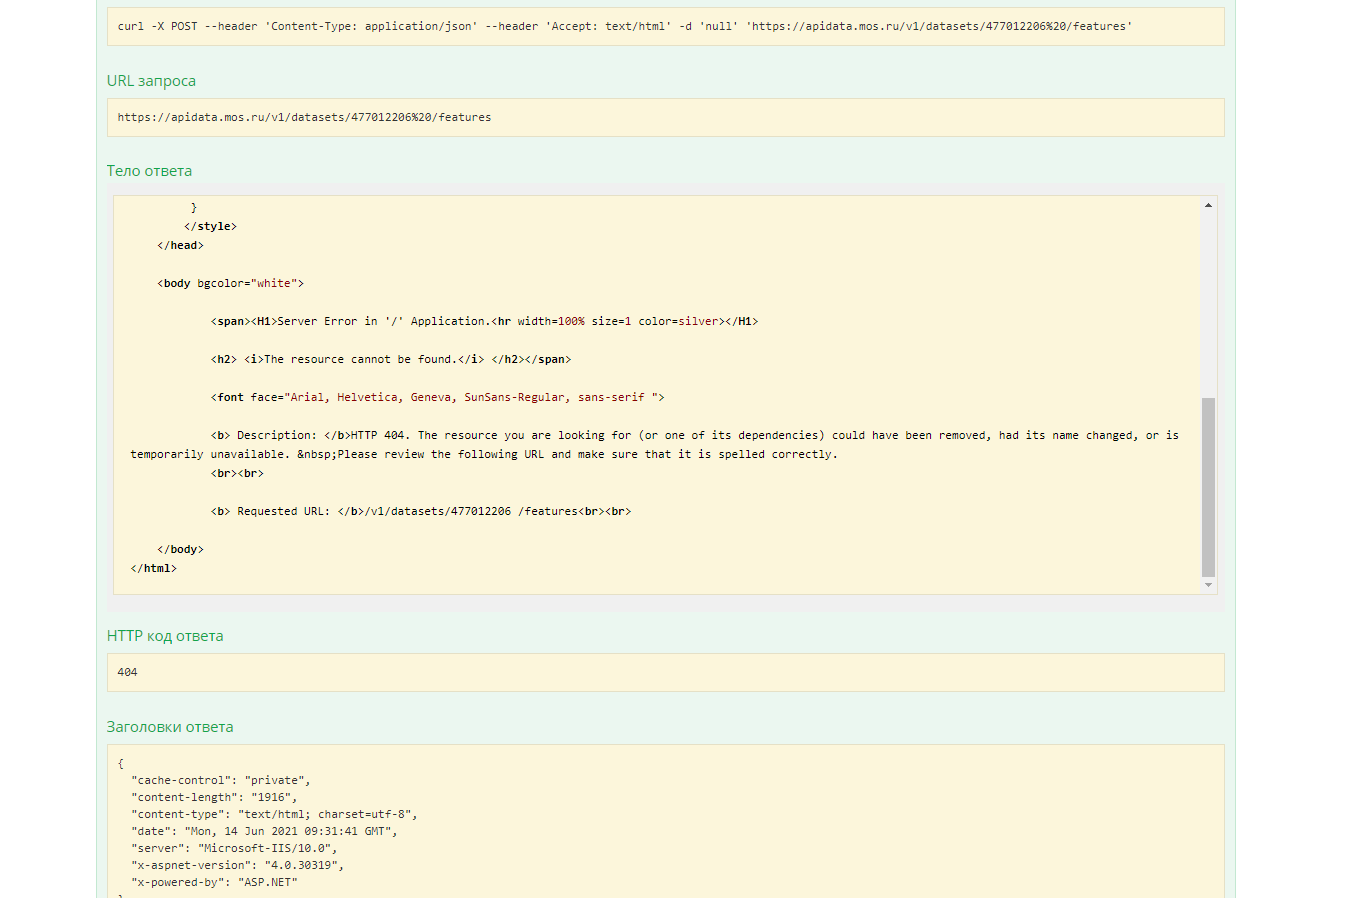 curl -X POST --header 'Content-Type: application/json' --header 'Accept: text/html' -d 'null' 'https://apidata.mos.ru/v1/datasets/477012206%20/features'
URL запроса
https://apidata.mos.ru/v1/datasets/477012206%20/features
Тело ответа
}
</style>
</head>
<body bgcolor="white">
<span><H1>Server Error in '/' Application.<hr width=100% size=1 color=silver></H1>
<h2> <i>The resource cannot be found.</i> </h2></span>
<font face="Arial, Helvetica, Geneva, SunSans-Regular, sans-serif ">
<b> Description: </b>HTTP 404. The resource you are looking for (or one of its dependencies) could have been removed, had its name changed, or is
temporarily unavailable. &nbsp;Please review the following URL and make sure that it is spelled correctly.
<br><br>
<b> Requested URL: </b>/v1/datasets/477012206 /features<br><br>
</body>
</html>
HTTP код ответа
404
Заголовки ответа
{
"cache-control": "private",
"content-length": "1916",
"content-type": "text/html; charset=utf-8",
"date": "Mon, 14 Jun 2021 09:31:41 GMT",
"server": "Microsoft-IIS/10.0",
"x-aspnet-version": "4.0.30319",
"x-powered-by": "ASP.NET"